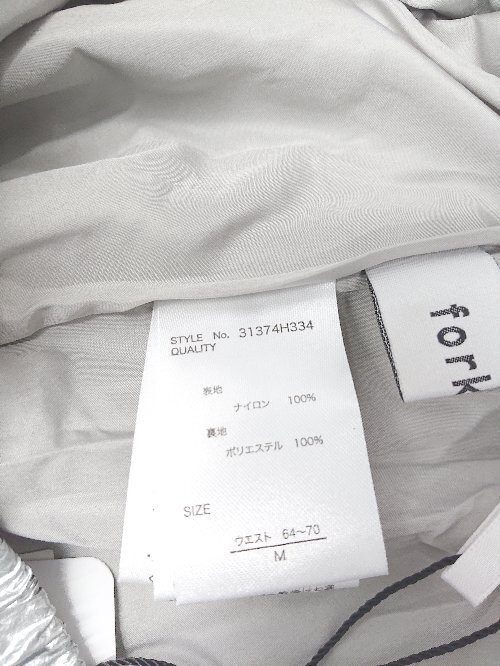 STYLE No. 31374H334
QUALITY
表地
ナイロン 100%
裏地
ポリエステル 100%
SIZE
ウエスト 64〜70
M
fork